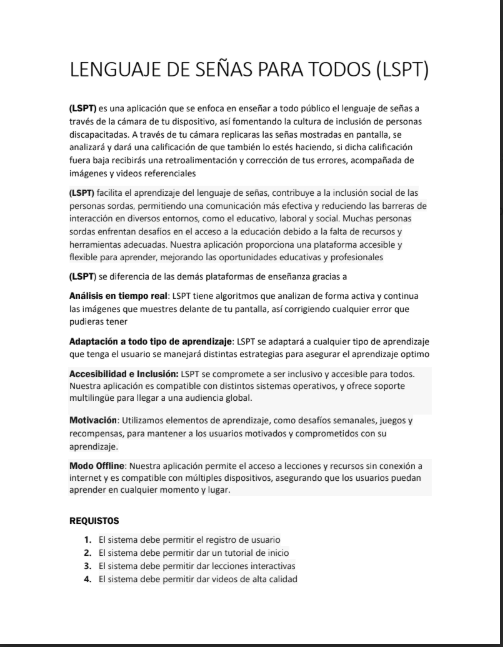 LENGUAJE DE SEÑAS PARA TODOS (LSPT)
(LSPT) es una aplicación que se enfoca en enseñar a todo público el lenguaje de señas a
través de la cámara de tu dispositivo, así fomentando la cultura de inclusión de personas
discapacitadas. A través de tu cámara replicaras las señas mostradas en pantalla, se
analizará y dará una calificación de que también lo estés haciendo, si dicha calificación
fuera baja recibirás una retroalimentación y corrección de tus errores, acompañada de
imágenes y videos referenciales
(LSPT) facilita el aprendizaje del lenguaje de señas, contribuye a la inclusión social de las
personas sordas, permitiendo una comunicación más efectiva y reduciendo las barreras de
interacción en diversos entornos, como el educativo, laboral y social. Muchas personas
sordas enfrentan desafíos en el acceso a la educación debido a la falta de recursos y
herramientas adecuadas. Nuestra aplicación proporciona una plataforma accesible y
flexible para aprender, mejorando las oportunidades educativas y profesionales
(LSPT) se diferencia de las demás plataformas de enseñanza gracias a
Análisis en tiempo real: LSPT tiene algoritmos que analizan de forma activa y continua
las imágenes que muestres delante de tu pantalla, así corrigiendo cualquier error que
pudieras tener
Adaptación a todo tipo de aprendizaje: LSPT se adaptará a cualquier tipo de aprendizaje
que tenga el usuario se manejará distintas estrategias para asegurar el aprendizaje optimo
Accesibilidad e Inclusión: LSPT se compromete a ser inclusivo y accesible para todos.
Nuestra aplicación es compatible con distintos sistemas operativos, y ofrece soporte
multilingüe para llegar a una audiencia global.
Motivación: Utilizamos elementos de aprendizaje, como desafíos semanales, juegos y
recompensas, para mantener a los usuarios motivados y comprometidos con su
aprendizaje.
Modo Offline: Nuestra aplicación permite el acceso a lecciones y recursos sin conexión a
internet y es compatible con múltiples dispositivos, asegurando que los usuarios puedan
aprender en cualquier momento y lugar.
REQUISTOS
1. El sistema debe permitir el registro de usuario
2. El sistema debe permitir dar un tutorial de inicio
3. El sistema debe permitir dar lecciones interactivas
4. El sistema debe permitir dar videos de alta calidad